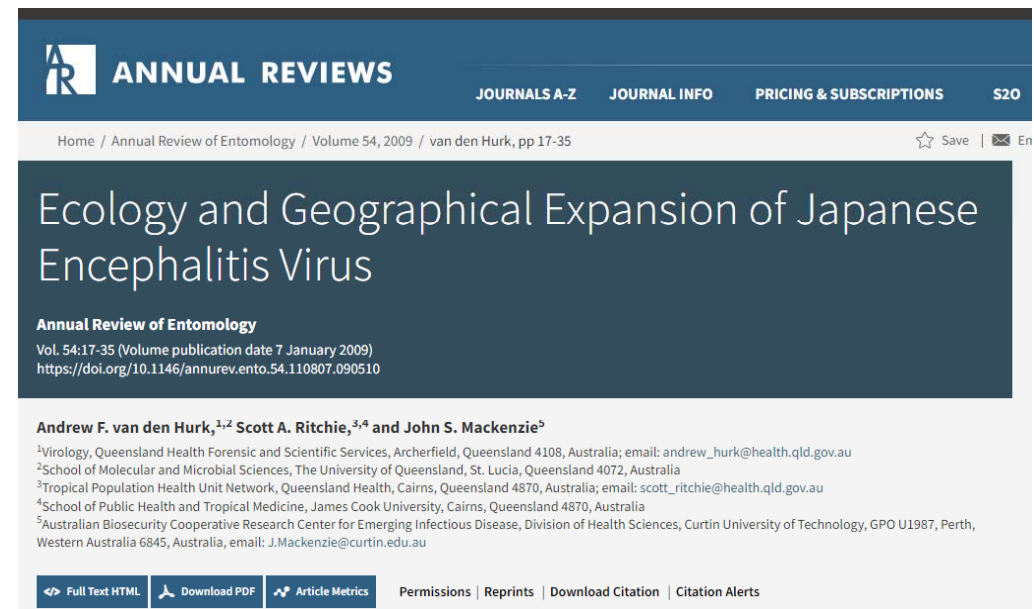 AR ANNUAL REVIEWS
JOURNALS A-Z JOURNAL INFO PRICING & SUBSCRIPTIONS S2O
Home / Annual Review of Entomology / Volume 54, 2009 / van den Hurk, pp 17-35 Save | Em
Ecology and Geographical Expansion of Japanese
Encephalitis Virus
Annual Review of Entomology
Vol. 54:17-35 (Volume publication date 7 January 2009)
https://doi.org/10.1146/annurev.ento.54.110807.090510
Andrew F. van den Hurk,1,2 Scott A. Ritchie,3,4 and John S. Mackenzie5
1Virology, Queensland Health Forensic and Scientific Services, Archerfield, Queensland 4108, Australia; email: andrew_hurk@health.qld.gov.au
2School of Molecular and Microbial Sciences, The University of Queensland, St. Lucia, Queensland 4072, Australia
3Tropical Population Health Unit Network, Queensland Health, Cairns, Queensland 4870, Australia; email: scott_ritchie@health.qld.gov.au
4School of Public Health and Tropical Medicine, James Cook University, Cairns, Queensland 4870, Australia
5Australian Biosecurity Cooperative Research Center for Emerging Infectious Disease, Division of Health Sciences, Curtin University of Technology, GPO U1987, Perth,
Western Australia 6845, Australia, email: J.Mackenzie@curtin.edu.au
</> Full Text HTML Download PDF Article Metrics Permissions | Reprints | Download Citation | Citation Alerts